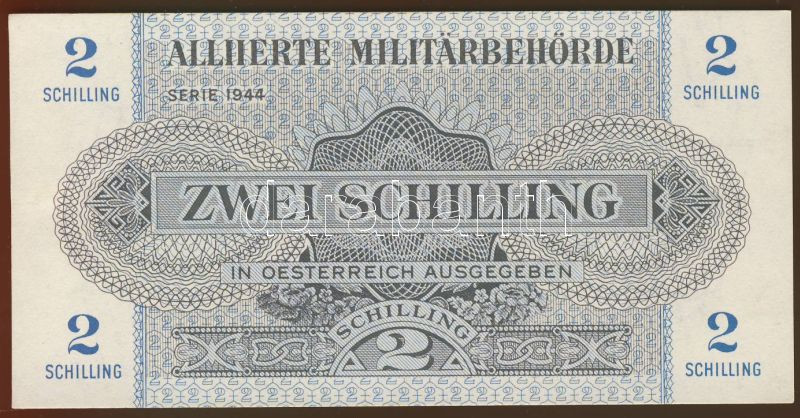 2
SCHILLING
ALLIIERTE MILITÄRBEHÖRDE
2
SCHILLING
SERIE 1944
ZWEI SCHILLING
darabanth
IN OESTERREICH AUSGEGEBEN
SCHILLING
2
2
SCHILLING
2
SCHILLING